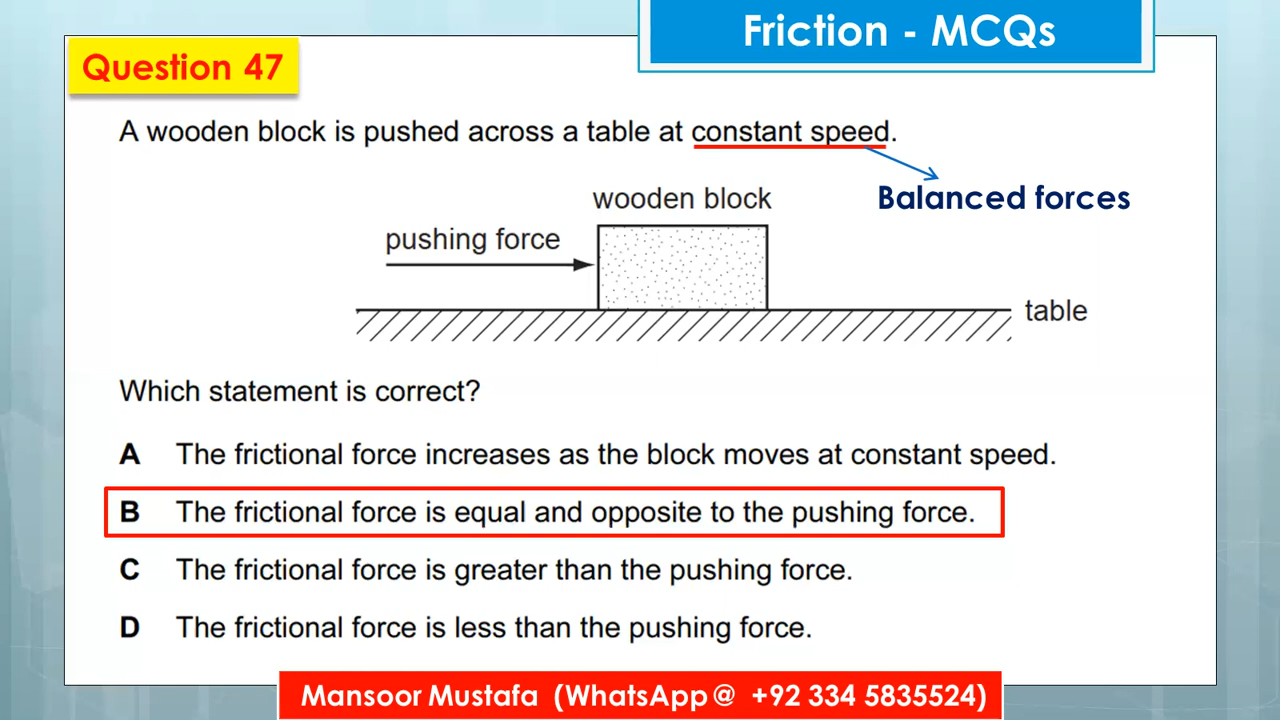 Friction - MCQs
Question 47
A wooden block is pushed across a table at constant speed.
Balanced forces
wooden block
pushing force
table
Which statement is correct?
A The frictional force increases as the block moves at constant speed.
B The frictional force is equal and opposite to the pushing force.
C The frictional force is greater than the pushing force.
D The frictional force is less than the pushing force.
Mansoor Mustafa (WhatsApp@ +92 334 5835524)